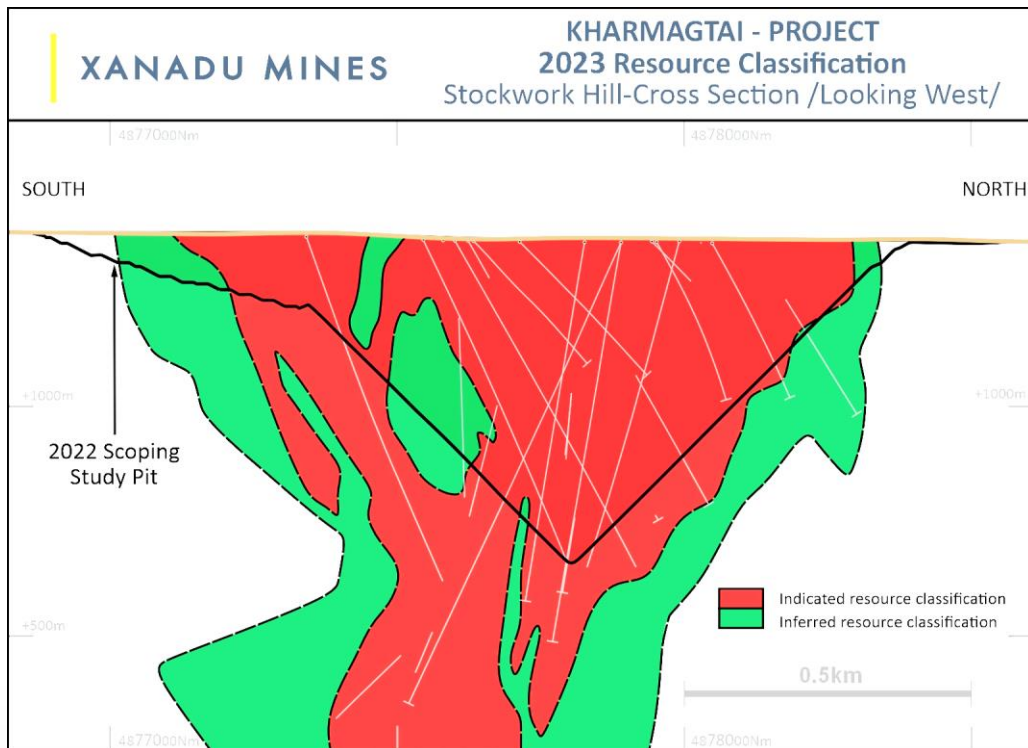 XANADU MINES
KHARMAGTAI - PROJECT
2023 Resource Classification
Stockwork Hill-Cross Section /Looking West/
4877000Nm
4878000Nm
SOUTH
NORTH
+1000m
+1000m
2022 Scoping
Study Pit
Indicated resource classification
Inferred resource classification
+500m
0.5km
4877000Nm
4878000Nm